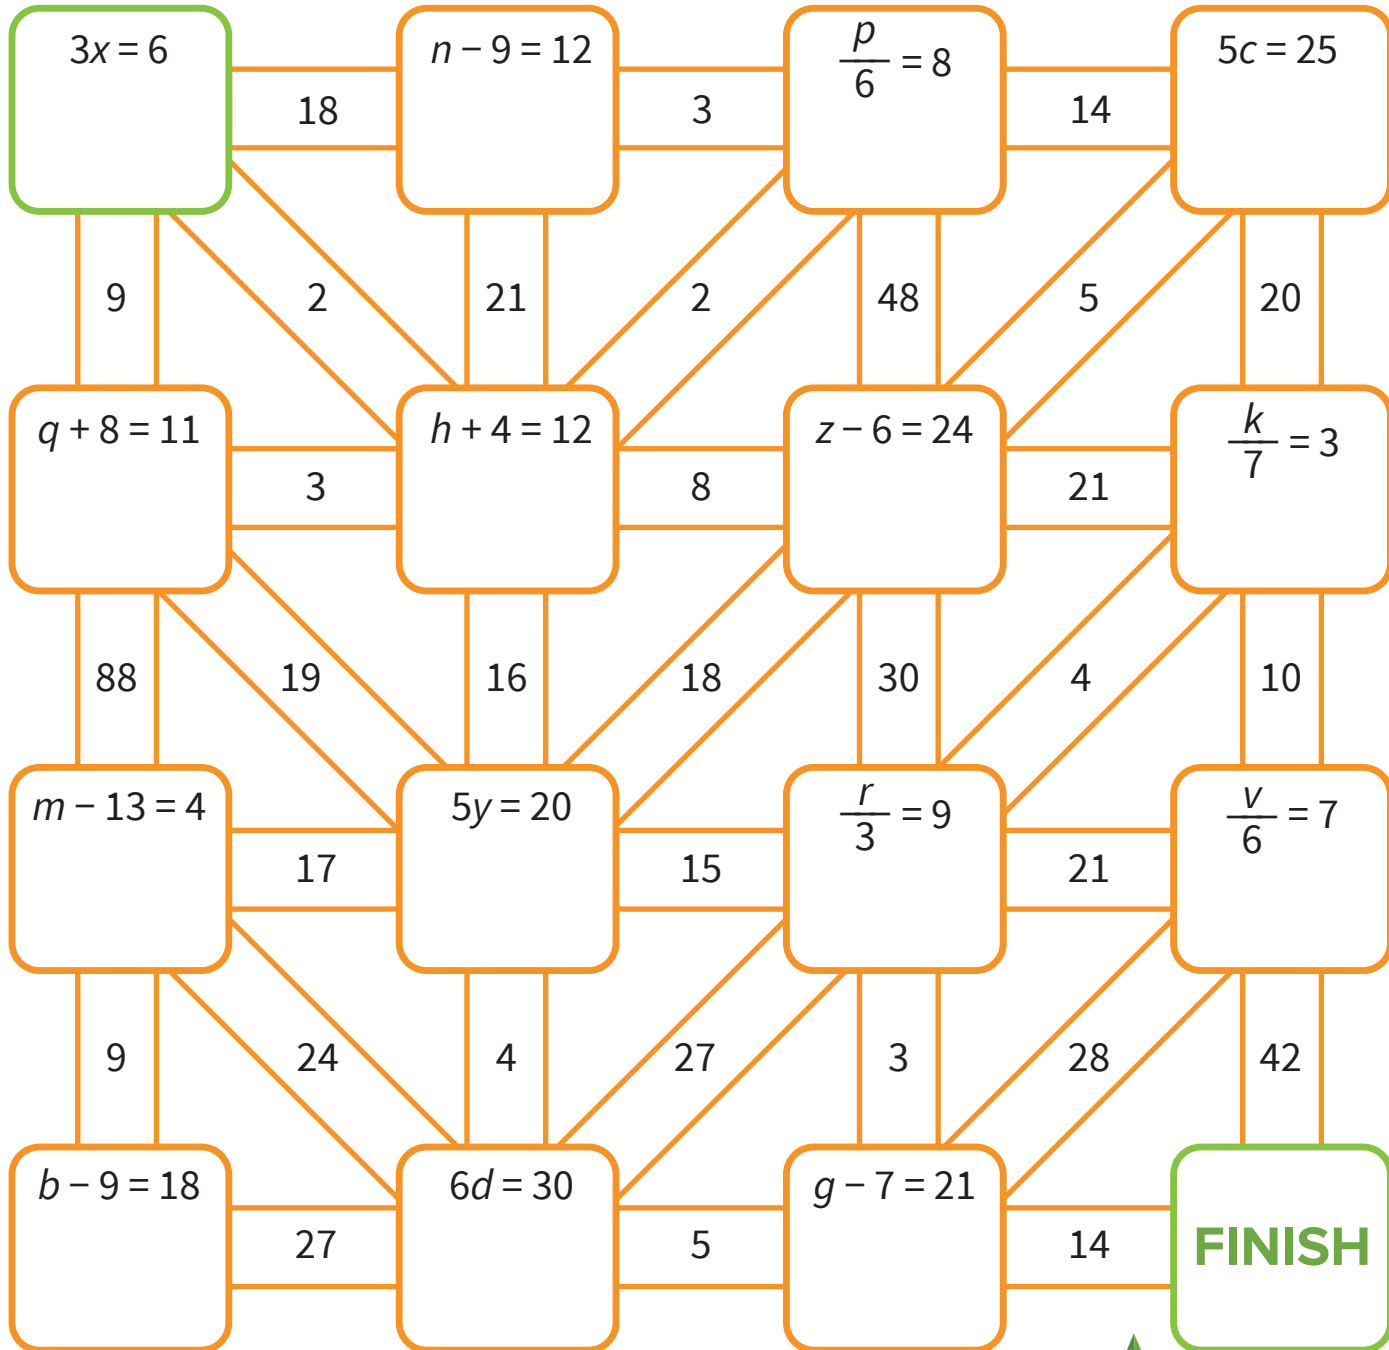 3x = 6 n − 9 = 12 p/6 = 8 5c = 25
18 3 14
9 2 21 2 48 5 20
q + 8 = 11 h + 4 = 12 z − 6 = 24 k/7 = 3
3 8 21
88 19 16 18 30 4 10
m − 13 = 4 5y = 20 r/3 = 9 v/6 = 7
17 15 21
9 24 4 27 3 28 42
b − 9 = 18 6d = 30 g − 7 = 21
27 5 14 FINISH